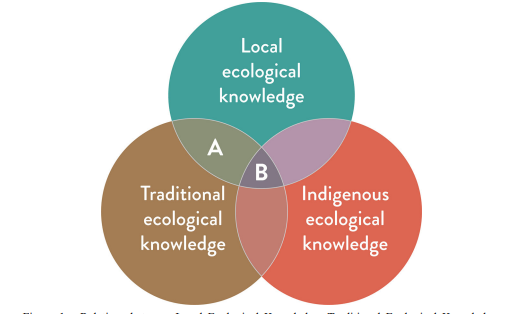 Local
ecological
knowledge
A
B
Traditional
ecological
knowledge
Indigenous
ecological
knowledge